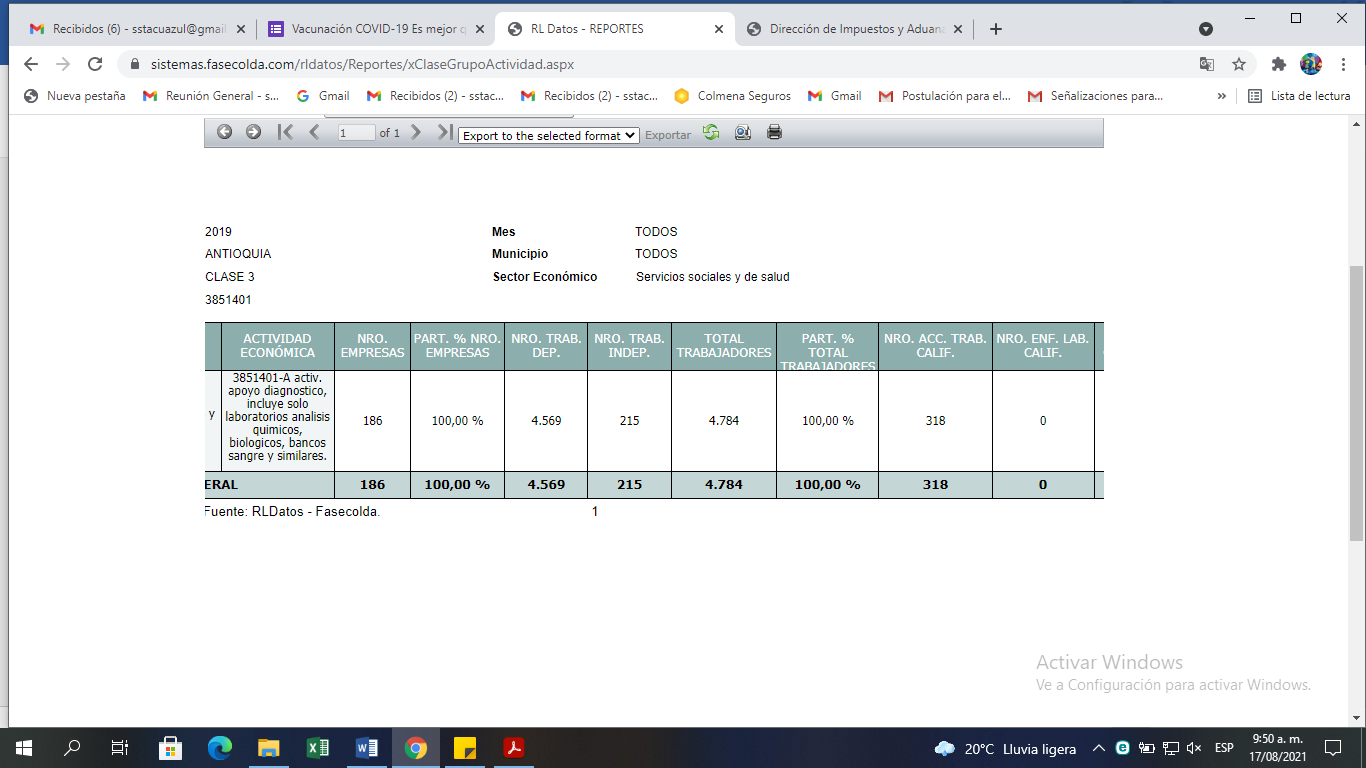 Recibidos (6) - sstacuazul@gmail
Vacunación COVID-19 Es mejor q
RL Datos - REPORTES
Dirección de Impuestos y Aduana
sistemas.fasecolda.com/rldatos/Reportes/xClaseGrupoActividad.aspx
Nueva pestaña
Reunión General - s...
Gmail
Recibidos (2) - sstac...
Recibidos (2) - sstac...
Colmena Seguros
Gmail
Postulación para el...
Señalizaciones para...
»
Lista de lectura
1 of 1
Export to the selected format
Exportar
2019 Mes TODOS
ANTIOQUIA Municipio TODOS
CLASE 3 Sector Económico Servicios sociales y de salud
3851401
ACTIVIDAD
ECONÓMICA
NRO.
EMPRESAS
PART. % NRO.
EMPRESAS
NRO. TRAB.
DEP.
NRO. TRAB.
INDEP.
TOTAL
TRABAJADORES
PART. %
TOTAL
TRABAJADORES
NRO. ACC. TRAB.
CALIF.
NRO. ENF. LAB.
CALIF.
y
3851401-A activ.
apoyo diagnostico,
incluye solo
laboratorios analisis
quimicos,
biologicos, bancos
sangre y similares.
186 100,00 % 4.569 215 4.784 100,00 % 318 0
ERAL 186 100,00 % 4.569 215 4.784 100,00 % 318 0
Fuente: RLDatos - Fasecolda. 1
Activar Windows
Ve a Configuración para activar Windows.
20°C Lluvia ligera
ESP
9:50 a. m.
17/08/2021